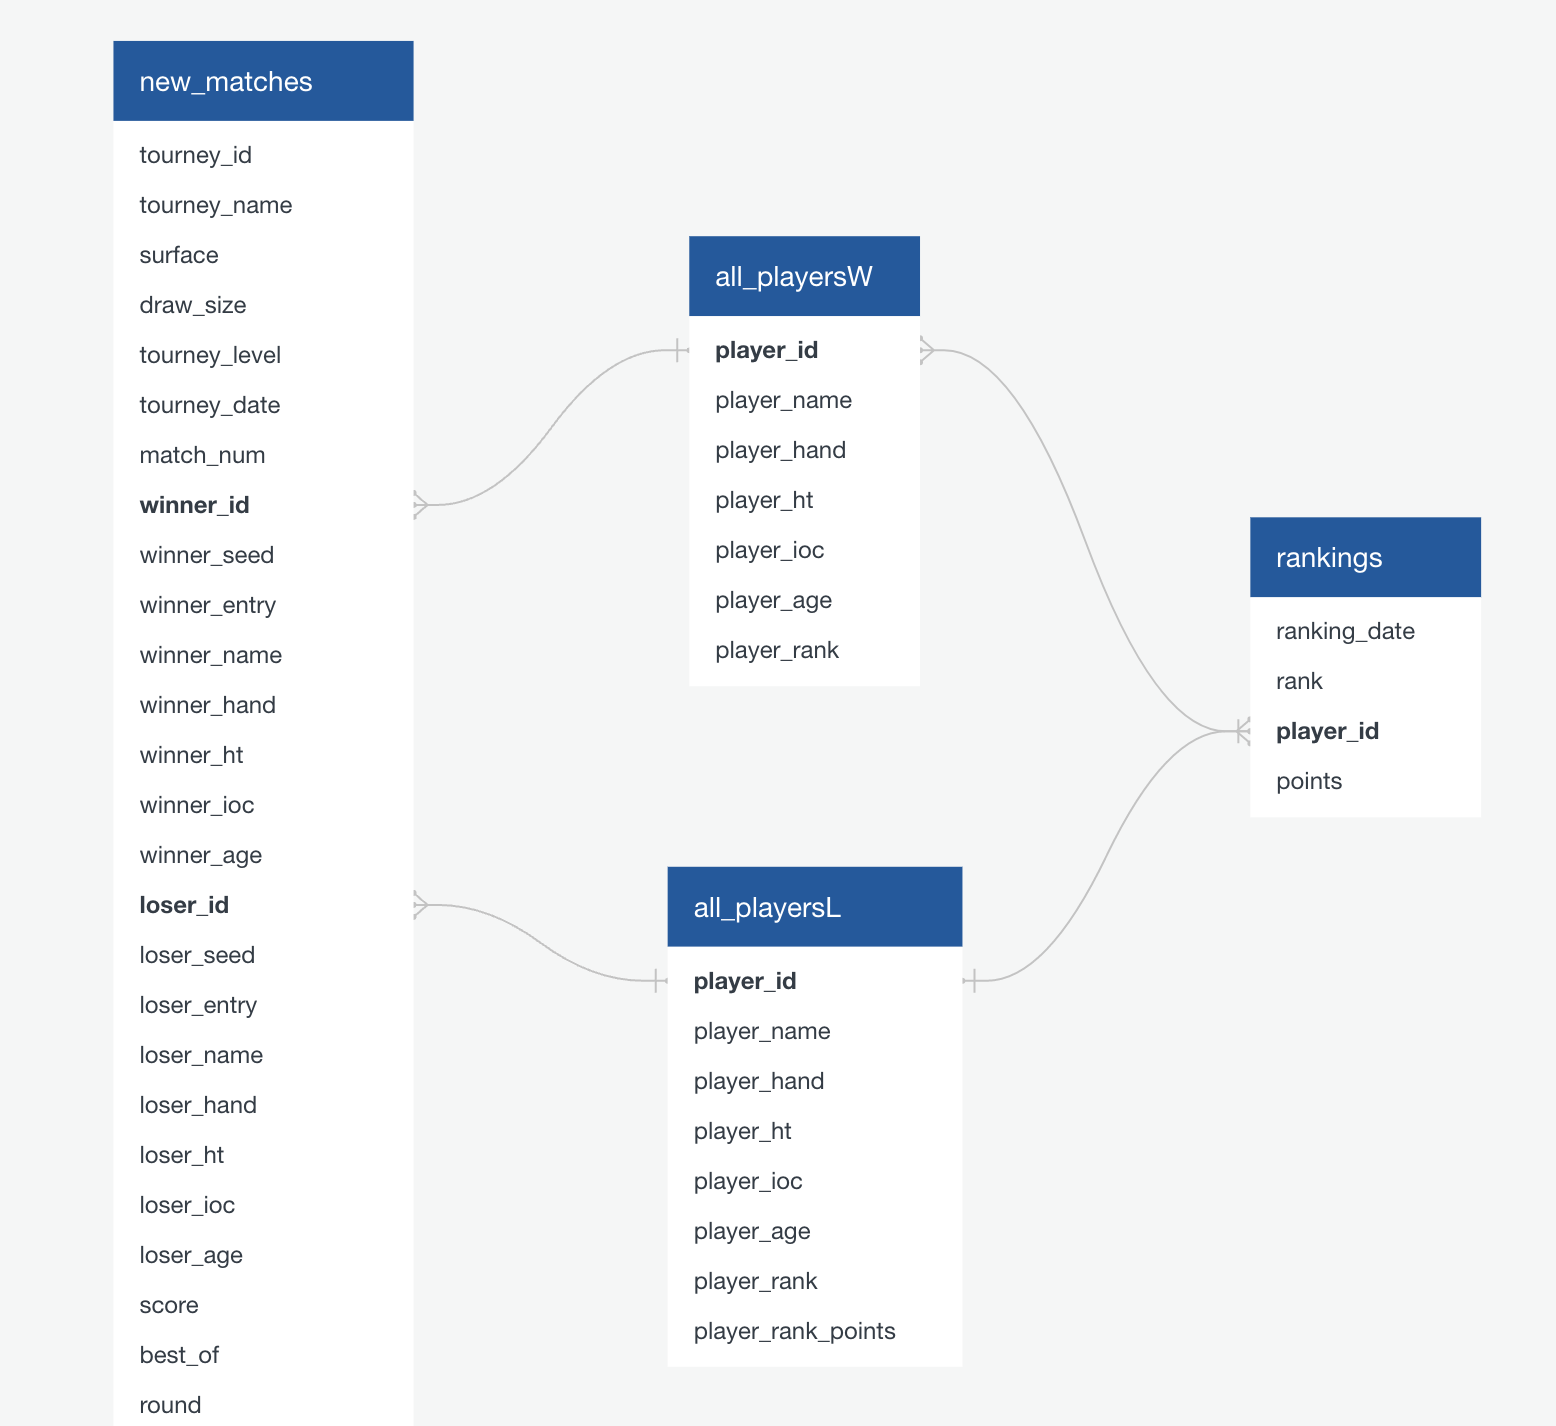 new_matches
tourney_id
tourney_name
surface
draw_size
tourney_level
tourney_date
match_num
winner_id
winner_seed
winner_entry
winner_name
winner_hand
winner_ht
winner_ioc
winner_age
loser_id
loser_seed
loser_entry
loser_name
loser_hand
loser_ht
loser_ioc
loser_age
score
best_of
round
all_playersW
player_id
player_name
player_hand
player_ht
player_ioc
player_age
player_rank
all_playersL
player_id
player_name
player_hand
player_ht
player_ioc
player_age
player_rank
player_rank_points
rankings
ranking_date
rank
player_id
points